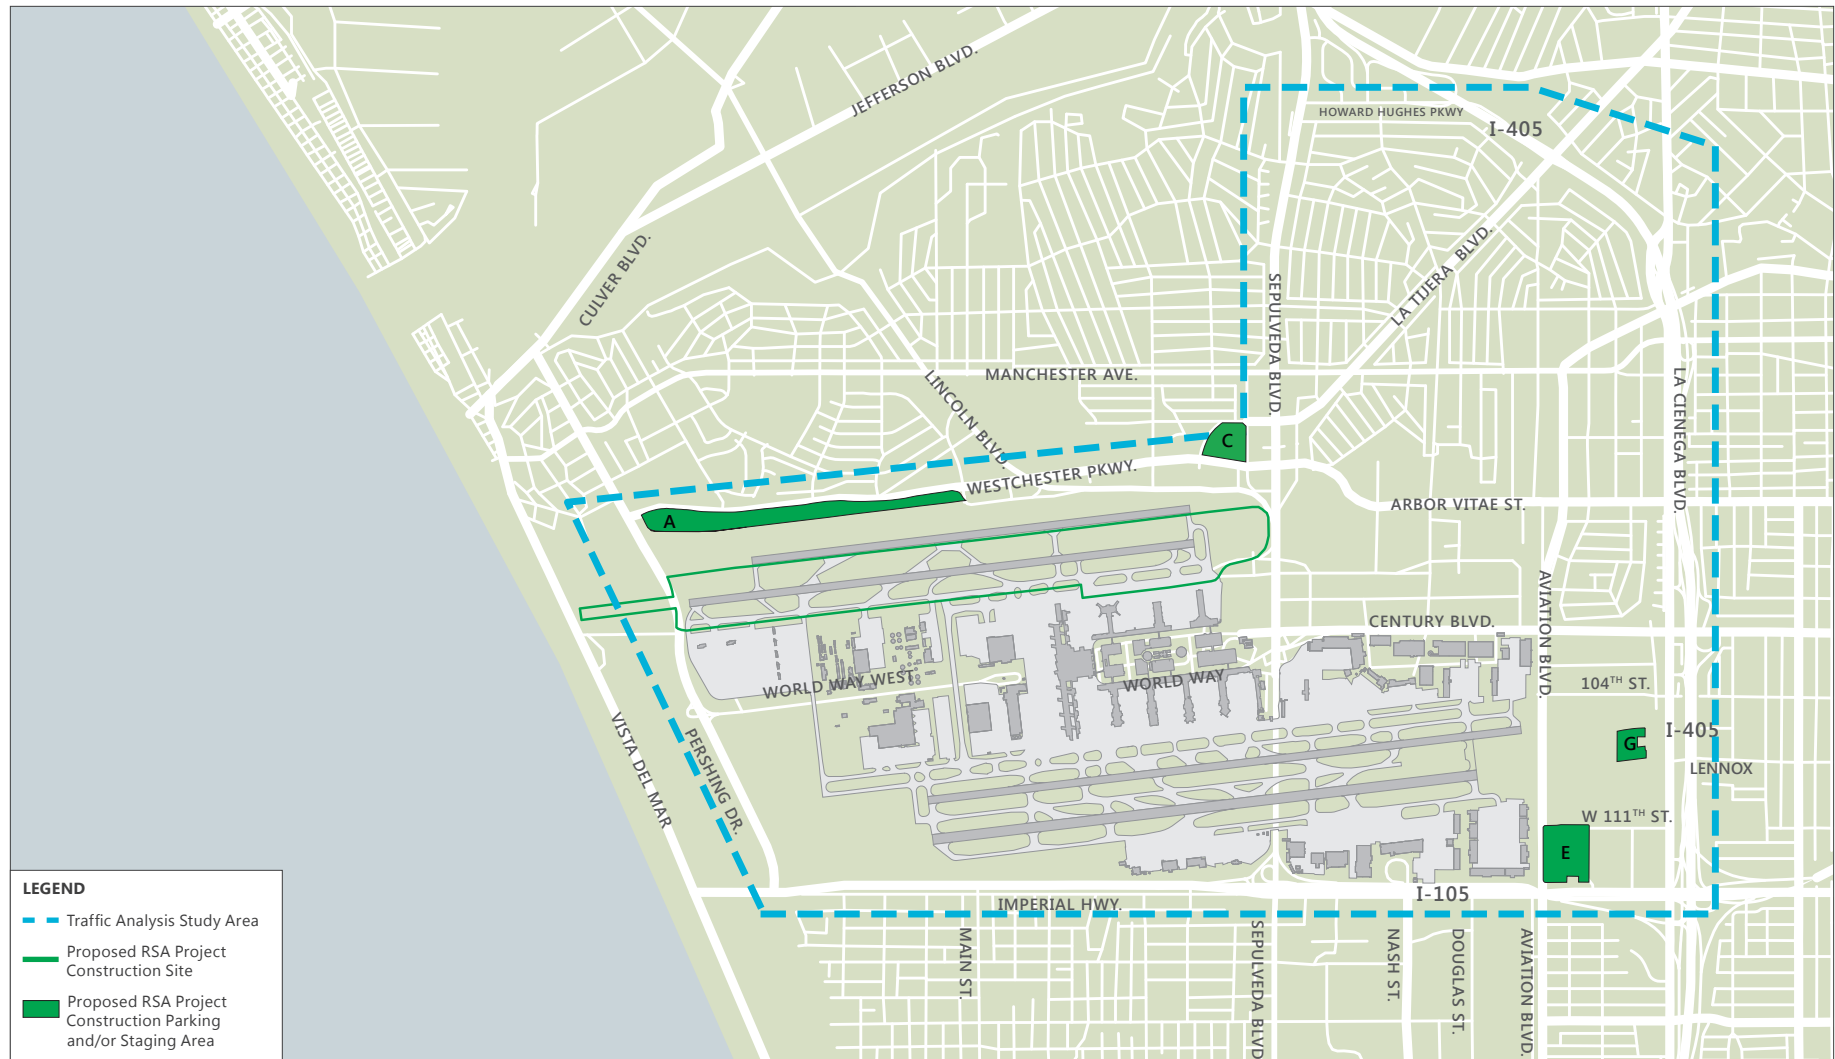 JEFFERSON BLVD.
HOWARD HUGHES PKWY
I-405
CULVER BLVD.
LA TIJERA BLVD.
SEPULVEDA BLVD.
MANCHESTER AVE.
LINCOLN BLVD.
LA CIENEGA BLVD.
C
WESTCHESTER PKWY.
A
ARBOR VITAE ST.
AVIATION BLVD.
CENTURY BLVD.
WORLD WAY WEST
WORLD WAY
104TH ST.
VISTA DEL MAR
PERSHING DR.
G
I-405
LENNOX
W 111TH ST.
E
I-105
IMPERIAL HWY.
MAIN ST.
SEPULVEDA BLVD
NASH ST.
DOUGLAS ST.
AVIATION BLVD.
LEGEND
Traffic Analysis Study Area
Proposed RSA Project
Construction Site
Proposed RSA Project
Construction Parking
and/or Staging Area